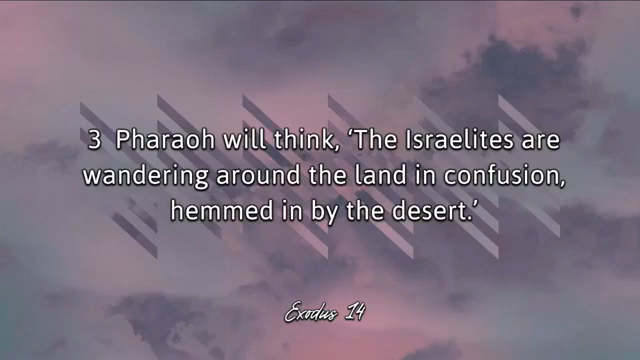 3 Pharaoh will think, ‘The Israelites are
wandering around the land in confusion,
hemmed in by the desert.’
Exodus 14